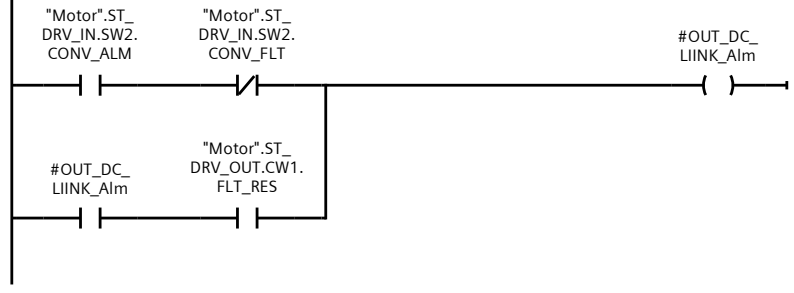 "Motor".ST_
DRV_IN.SW2.
CONV_ALM
"Motor".ST_
DRV_IN.SW2.
CONV_FLT
#OUT_DC_
LIINK_Alm
#OUT_DC_
LIINK_Alm
"Motor".ST_
DRV_OUT.CW1.
FLT_RES